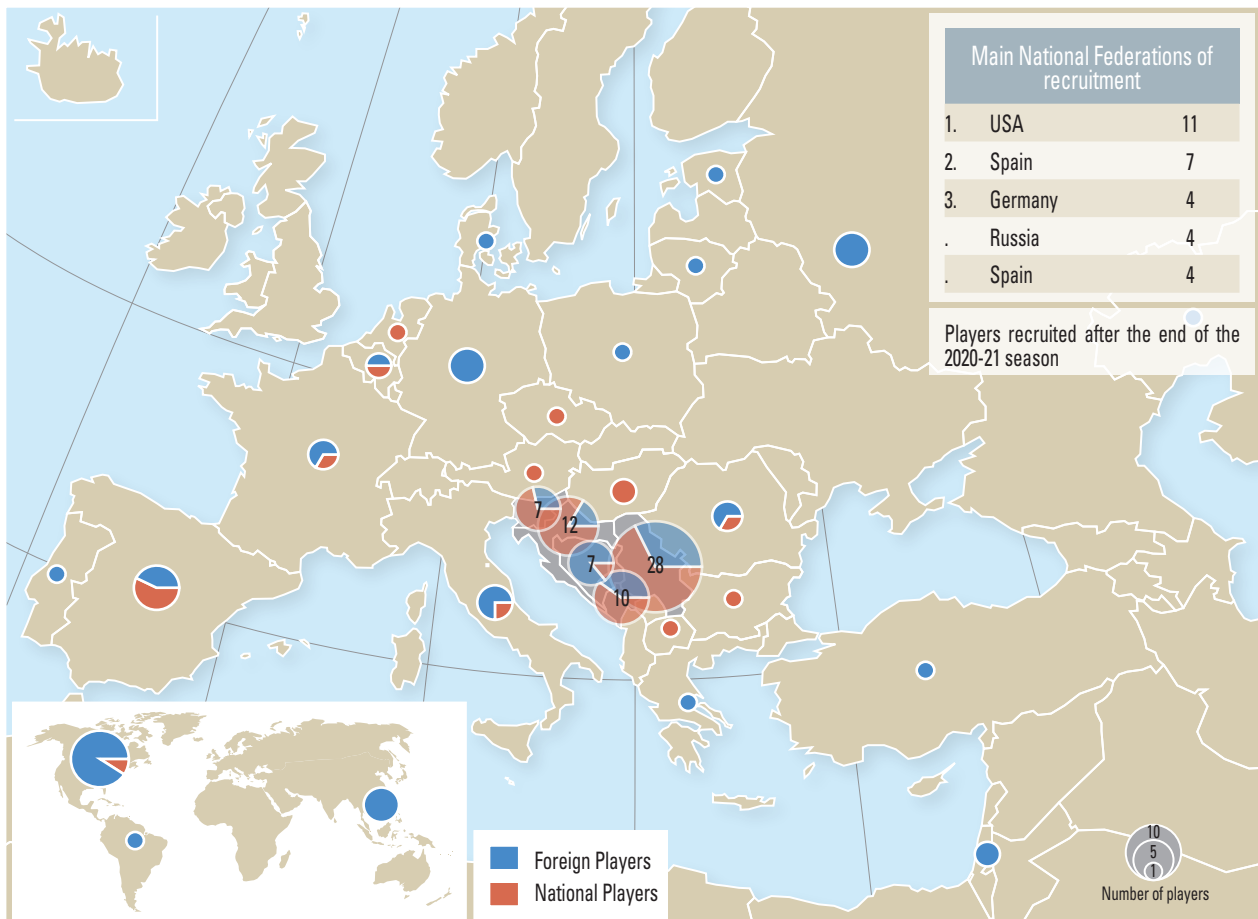 Main National Federations of
recruitment
1. USA 11
2. Spain 7
3. Germany 4
. Russia 4
. Spain 4
Players recruited after the end of the
2020-21 season
7
12
7
28
10
Foreign Players
National Players
10
5
1
Number of players